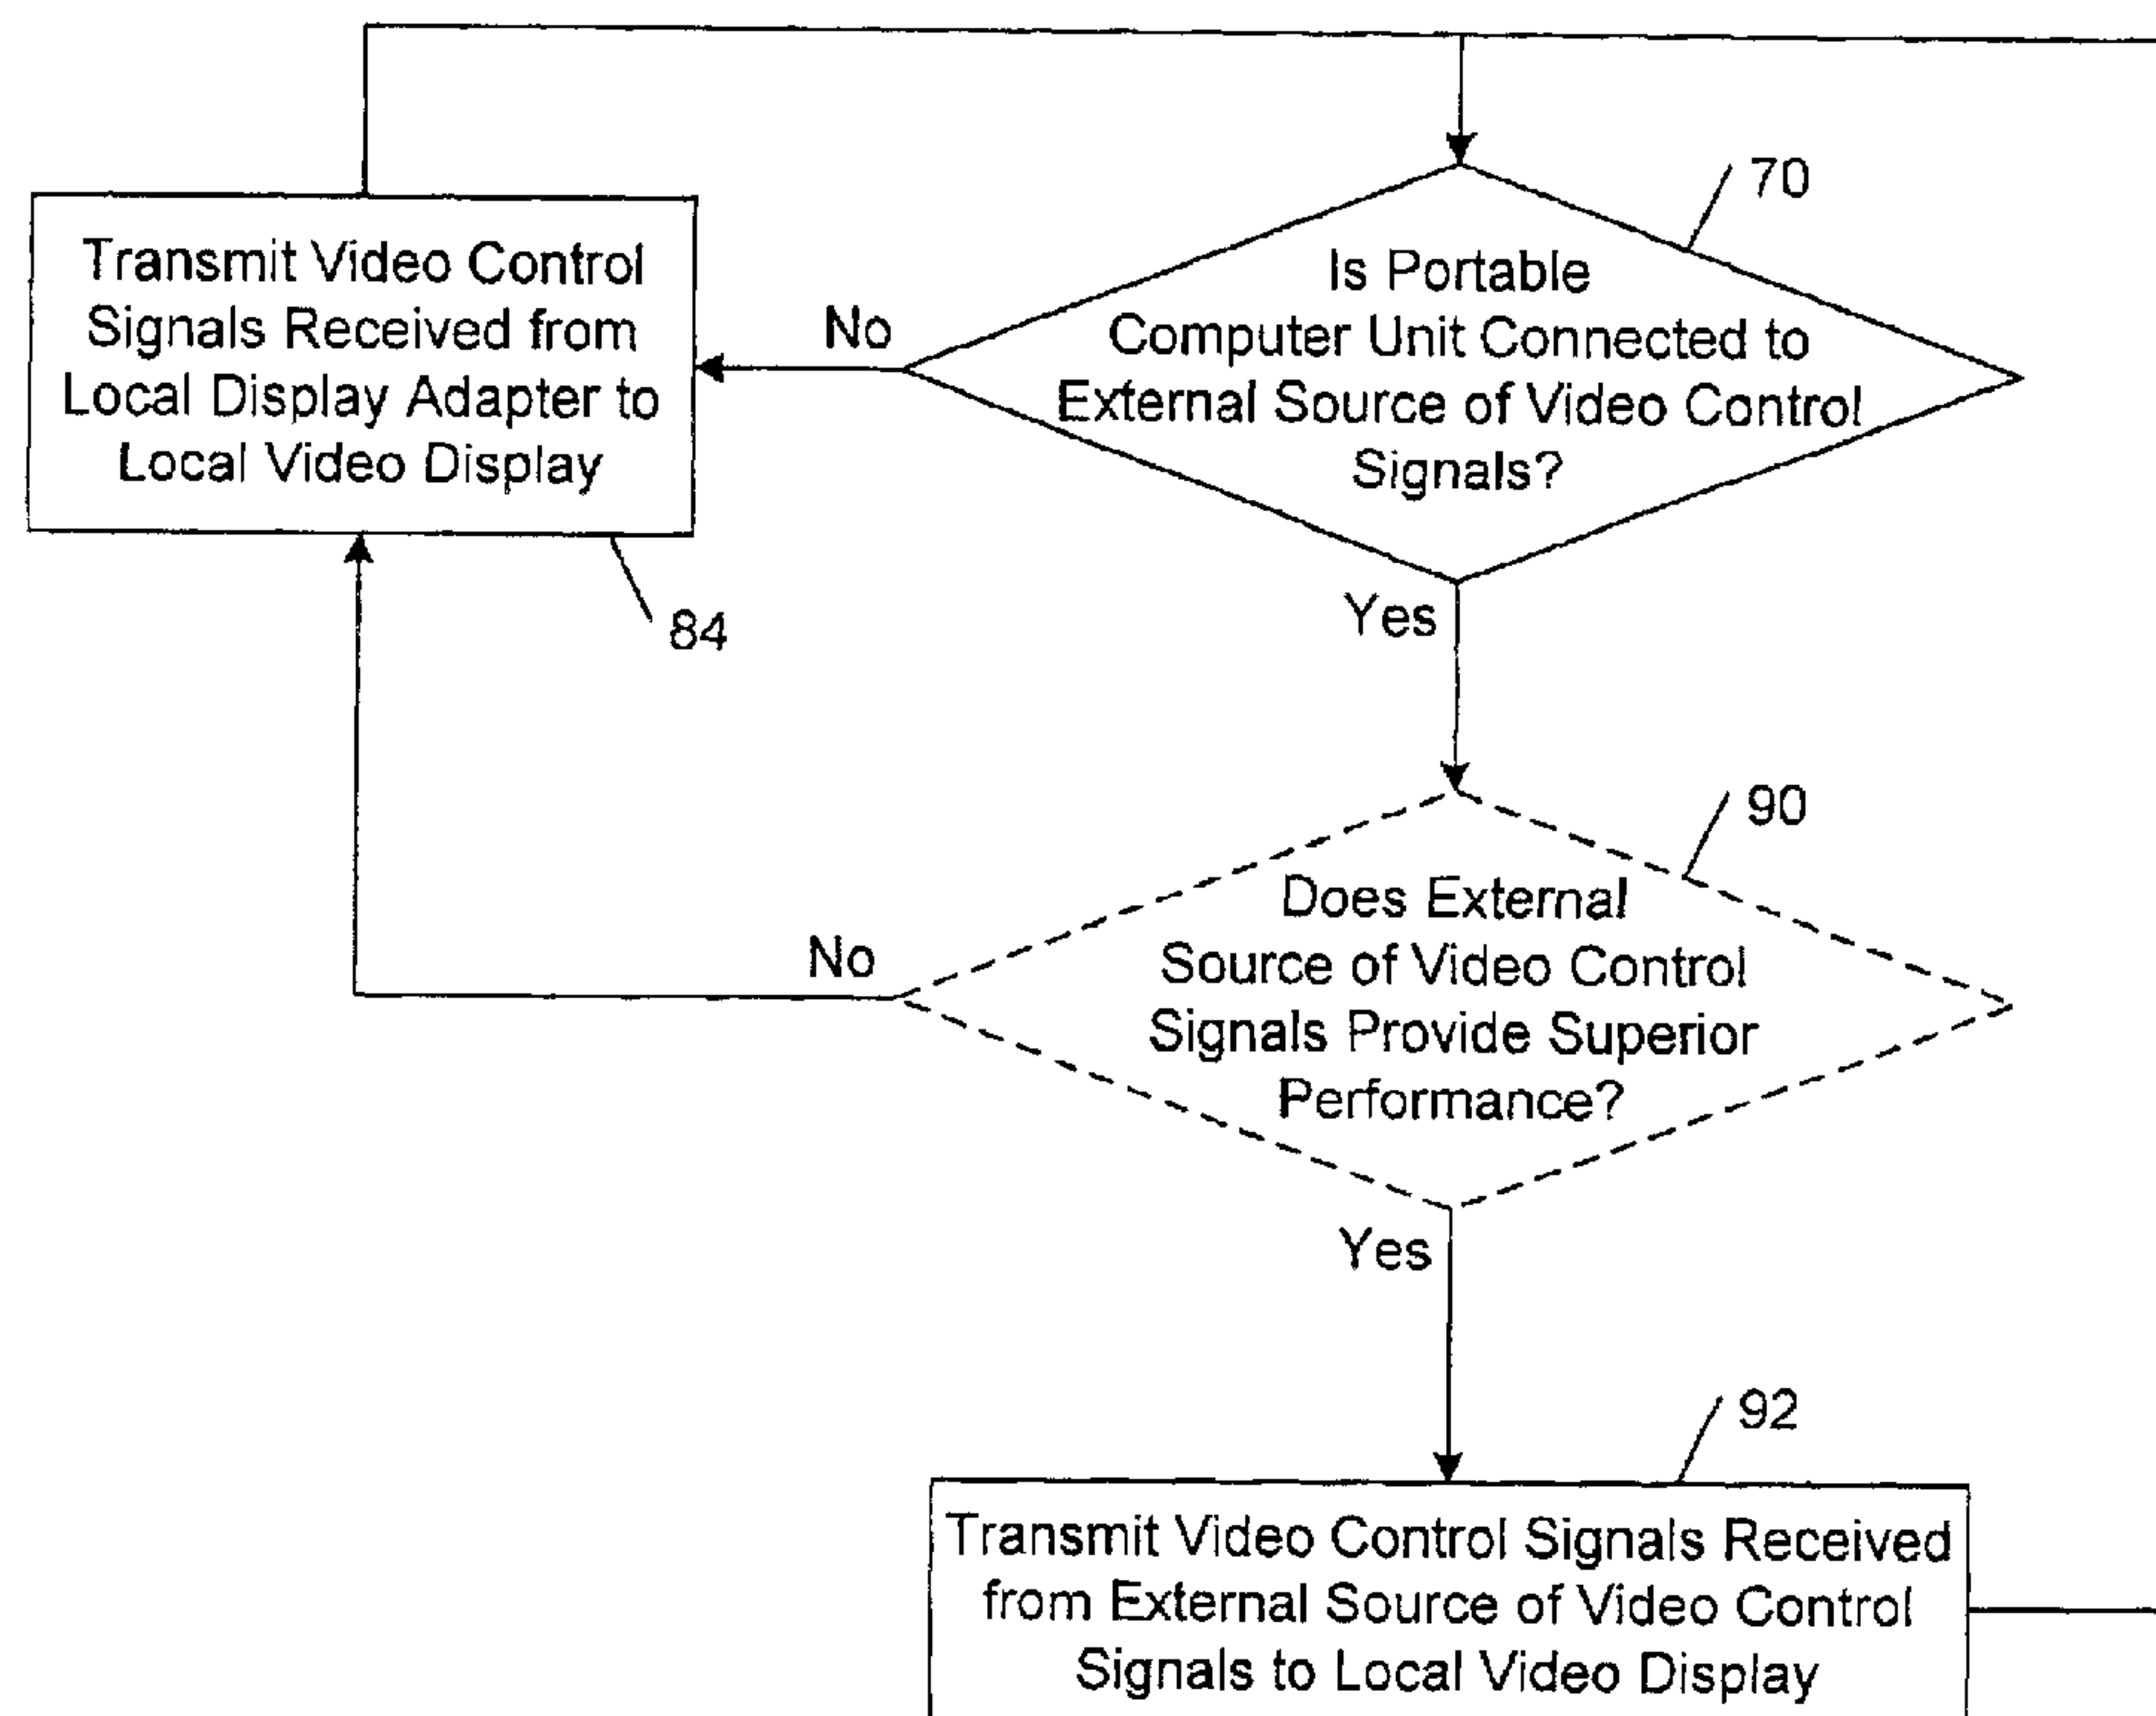 70
Is Portable
Computer Unit Connected to
External Source of Video Control
Signals?
No
Yes
Transmit Video Control
Signals Received from
Local Display Adapter to
Local Video Display
84
90
Does External
Source of Video Control
Signals Provide Superior
Performance?
No
Yes
92
Transmit Video Control Signals Received
from External Source of Video Control
Signals to Local Video Display